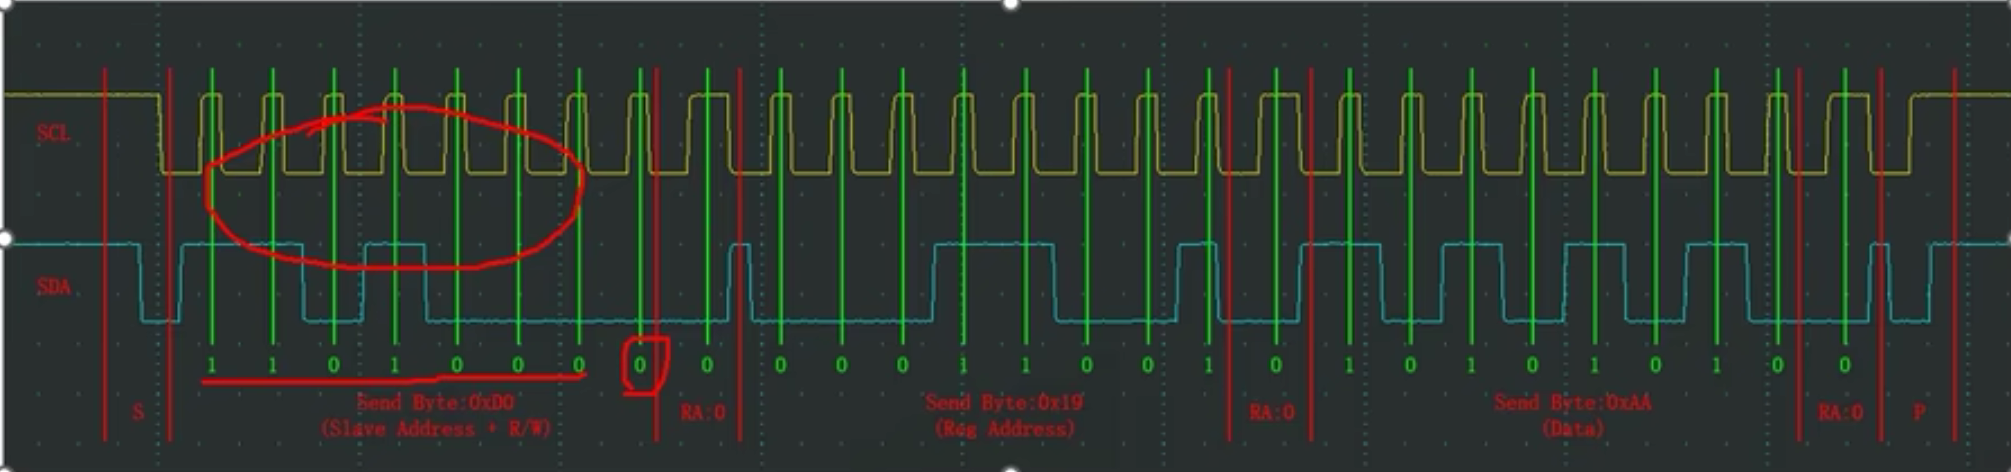 SCL
SDA
1 1 0 1 0 0 0 0 0 0 0 0 1 1 0 0 1 0 1 0 1 0 1 0 1 0 0
S
Send Byte:0xD0
(Slave Address + R/W)
RA:0
Send Byte:0x19
(Reg Address)
RA:0
Send Byte:0xAA
(Data)
RA:0
P